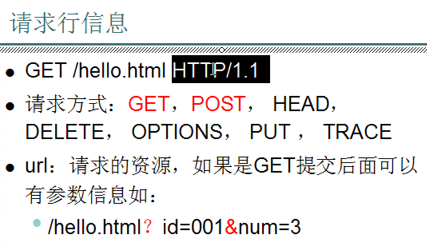 请求行信息
GET /hello.html HTTP/1.1
请求方式：GET，POST， HEAD，
DELETE， OPTIONS， PUT ， TRACE
url：请求的资源，如果是GET提交后面可以
有参数信息如：
/hello.html？id=001&num=3